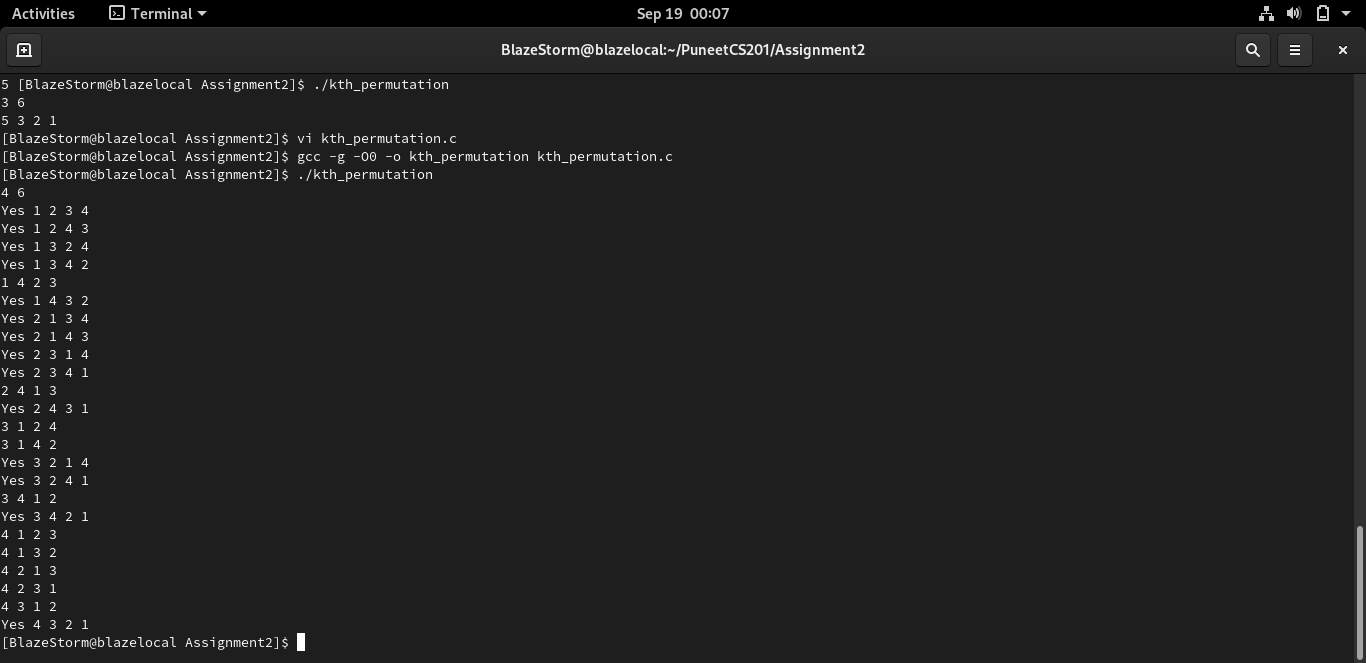 Activities Terminal Sep 19 00:07
BlazeStorm@blazelocal:~/PuneetCS201/Assignment2
5 [BlazeStorm@blazelocal Assignment2]$ ./kth_permutation
3 6
5 3 2 1
[BlazeStorm@blazelocal Assignment2]$ vi kth_permutation.c
[BlazeStorm@blazelocal Assignment2]$ gcc -g -O0 -o kth_permutation kth_permutation.c
[BlazeStorm@blazelocal Assignment2]$ ./kth_permutation
4 6
Yes 1 2 3 4
Yes 1 2 4 3
Yes 1 3 2 4
Yes 1 3 4 2
1 4 2 3
Yes 1 4 3 2
Yes 2 1 3 4
Yes 2 1 4 3
Yes 2 3 1 4
Yes 2 3 4 1
2 4 1 3
Yes 2 4 3 1
3 1 2 4
3 1 4 2
Yes 3 2 1 4
Yes 3 2 4 1
3 4 1 2
Yes 3 4 2 1
4 1 2 3
4 1 3 2
4 2 1 3
4 2 3 1
4 3 1 2
Yes 4 3 2 1
[BlazeStorm@blazelocal Assignment2]$